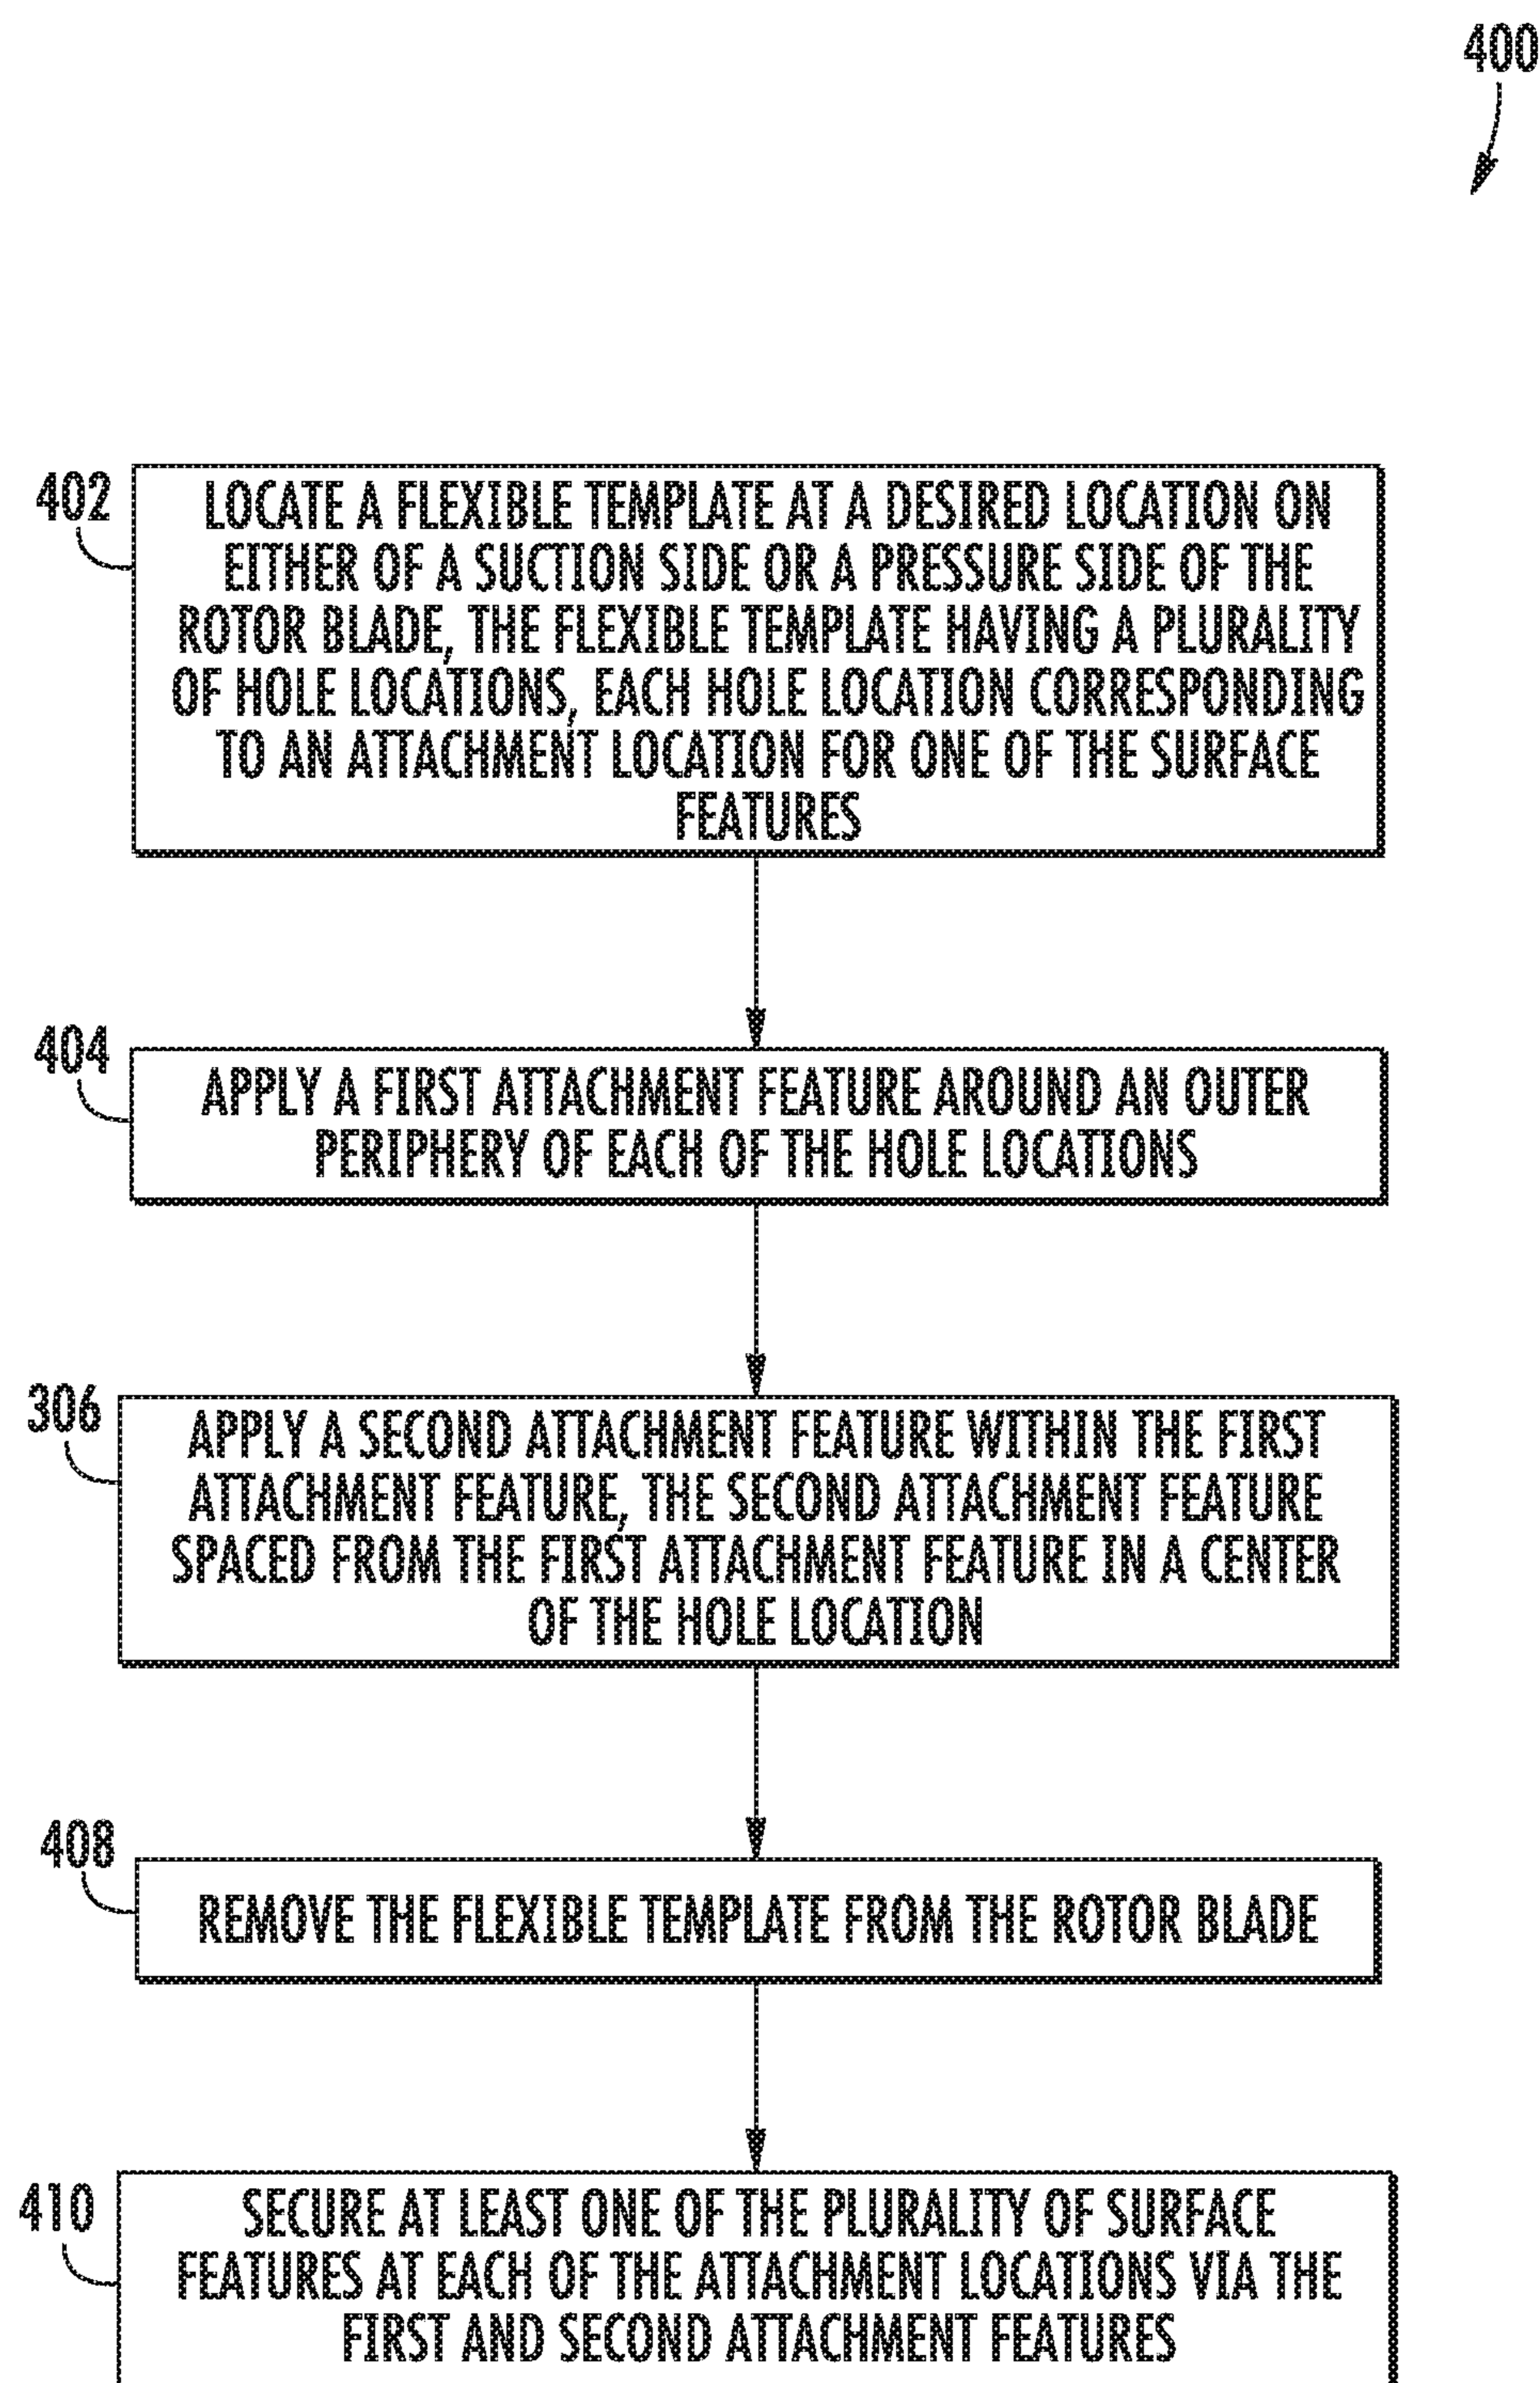 400
402
LOCATE A FLEXIBLE TEMPLATE AT A DESIRED LOCATION ON
EITHER OF A SUCTION SIDE OR A PRESSURE SIDE OF THE
ROTOR BLADE, THE FLEXIBLE TEMPLATE HAVING A PLURALITY
OF HOLE LOCATIONS, EACH HOLE LOCATION CORRESPONDING
TO AN ATTACHMENT LOCATION FOR ONE OF THE SURFACE
FEATURES
404
APPLY A FIRST ATTACHMENT FEATURE AROUND AN OUTER
PERIPHERY OF EACH OF THE HOLE LOCATIONS
306
APPLY A SECOND ATTACHMENT FEATURE WITHIN THE FIRST
ATTACHMENT FEATURE, THE SECOND ATTACHMENT FEATURE
SPACED FROM THE FIRST ATTACHMENT FEATURE IN A CENTER
OF THE HOLE LOCATION
408
REMOVE THE FLEXIBLE TEMPLATE FROM THE ROTOR BLADE
410
SECURE AT LEAST ONE OF THE PLURALITY OF SURFACE
FEATURES AT EACH OF THE ATTACHMENT LOCATIONS VIA THE
FIRST AND SECOND ATTACHMENT FEATURES